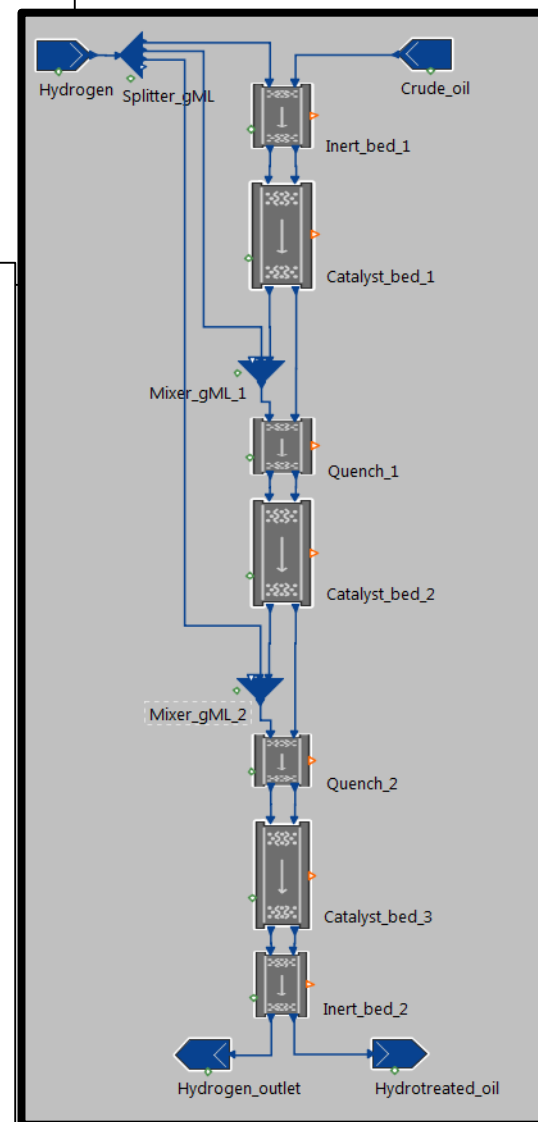 Hydrogen
Splitter_gML
Crude_oil
Inert_bed_1
Catalyst_bed_1
Mixer_gML_1
Quench_1
Catalyst_bed_2
Mixer_gML_2
Quench_2
Catalyst_bed_3
Inert_bed_2
Hydrogen_outlet
Hydrotreated_oil